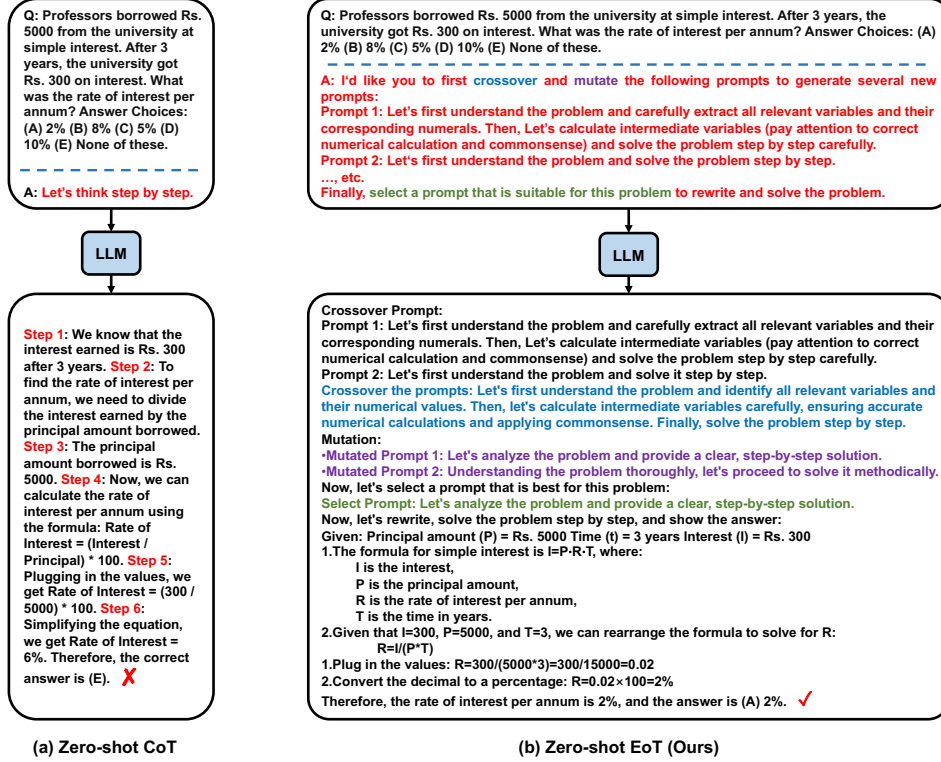 Q: Professors borrowed Rs.
5000 from the university at
simple interest. After 3
years, the university got
Rs. 300 on interest. What
was the rate of interest per
annum? Answer Choices:
(A) 2% (B) 8% (C) 5% (D)
10% (E) None of these.
A: Let's think step by step.
LLM
Step 1: We know that the
interest earned is Rs. 300
after 3 years. Step 2: To
find the rate of interest per
annum, we need to divide
the interest earned by the
principal amount borrowed.
Step 3: The principal
amount borrowed is Rs.
5000. Step 4: Now, we can
calculate the rate of
interest per annum using
the formula: Rate of
Interest = (Interest /
Principal) * 100. Step 5:
Plugging in the values, we
get Rate of Interest = (300 /
5000) * 100. Step 6:
Simplifying the equation,
we get Rate of Interest =
6%. Therefore, the correct
answer is (E). ✗
(a) Zero-shot CoT
Q: Professors borrowed Rs. 5000 from the university at simple interest. After 3 years, the
university got Rs. 300 on interest. What was the rate of interest per annum? Answer Choices: (A)
2% (B) 8% (C) 5% (D) 10% (E) None of these.
A: I'd like you to first crossover and mutate the following prompts to generate several new
prompts:
Prompt 1: Let's first understand the problem and carefully extract all relevant variables and their
corresponding numerals. Then, Let's calculate intermediate variables (pay attention to correct
numerical calculation and commonsense) and solve the problem step by step carefully.
Prompt 2: Let's first understand the problem and solve the problem step by step.
…, etc.
Finally, select a prompt that is suitable for this problem to rewrite and solve the problem.
LLM
Crossover Prompt:
Prompt 1: Let's first understand the problem and carefully extract all relevant variables and their
corresponding numerals. Then, Let's calculate intermediate variables (pay attention to correct
numerical calculation and commonsense) and solve the problem step by step carefully.
Prompt 2: Let's first understand the problem and solve it step by step.
Crossover the prompts: Let's first understand the problem and identify all relevant variables and
their numerical values. Then, let's calculate intermediate variables carefully, ensuring accurate
numerical calculations and applying commonsense. Finally, solve the problem step by step.
Mutation:
•Mutated Prompt 1: Let's analyze the problem and provide a clear, step-by-step solution.
•Mutated Prompt 2: Understanding the problem thoroughly, let's proceed to solve it methodically.
Now, let's select a prompt that is best for this problem:
Select Prompt: Let's analyze the problem and provide a clear, step-by-step solution.
Now, let's rewrite, solve the problem step by step, and show the answer:
Given: Principal amount (P) = Rs. 5000 Time (t) = 3 years Interest (I) = Rs. 300
1.The formula for simple interest is I=P·R·T, where:
I is the interest,
P is the principal amount,
R is the rate of interest per annum,
T is the time in years.
2.Given that I=300, P=5000, and T=3, we can rearrange the formula to solve for R:
R=I/(P*T)
1.Plug in the values: R=300/(5000*3)=300/15000=0.02
2.Convert the decimal to a percentage: R=0.02×100=2%
Therefore, the rate of interest per annum is 2%, and the answer is (A) 2%. ✓
(b) Zero-shot EoT (Ours)